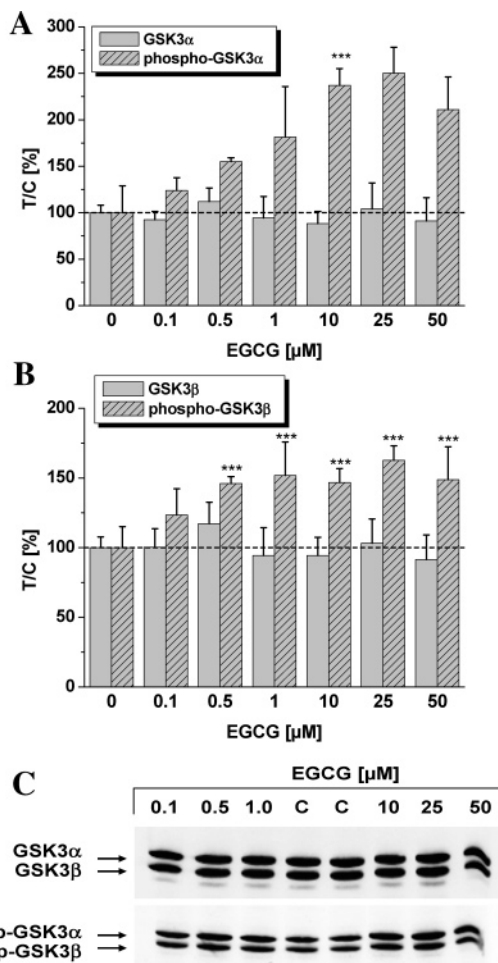 A
GSK3α
phospho-GSK3α
***
300
250
200
150
100
50
0
T/C [%]
0 0.1 0.5 1 10 25 50
EGCG [µM]
B
GSK3β
phospho-GSK3β
*** *** *** *** ***
200
150
100
50
0
T/C [%]
0 0.1 0.5 1 10 25 50
EGCG [µM]
C
EGCG [µM]
0.1 0.5 1.0 C C 10 25 50
GSK3α
GSK3β
p-GSK3α
p-GSK3β